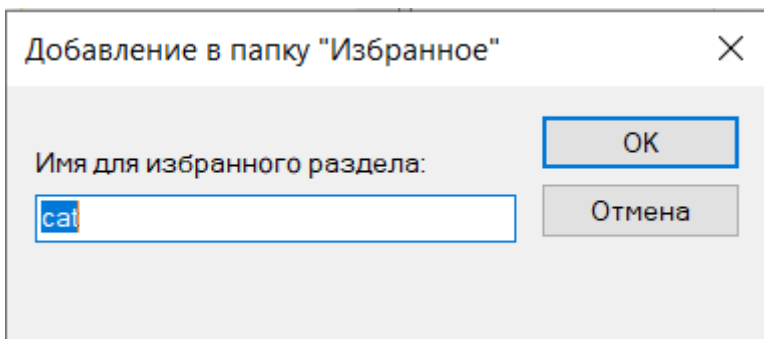 Добавление в папку "Избранное"
Имя для избранного раздела:
cat
OK
Отмена